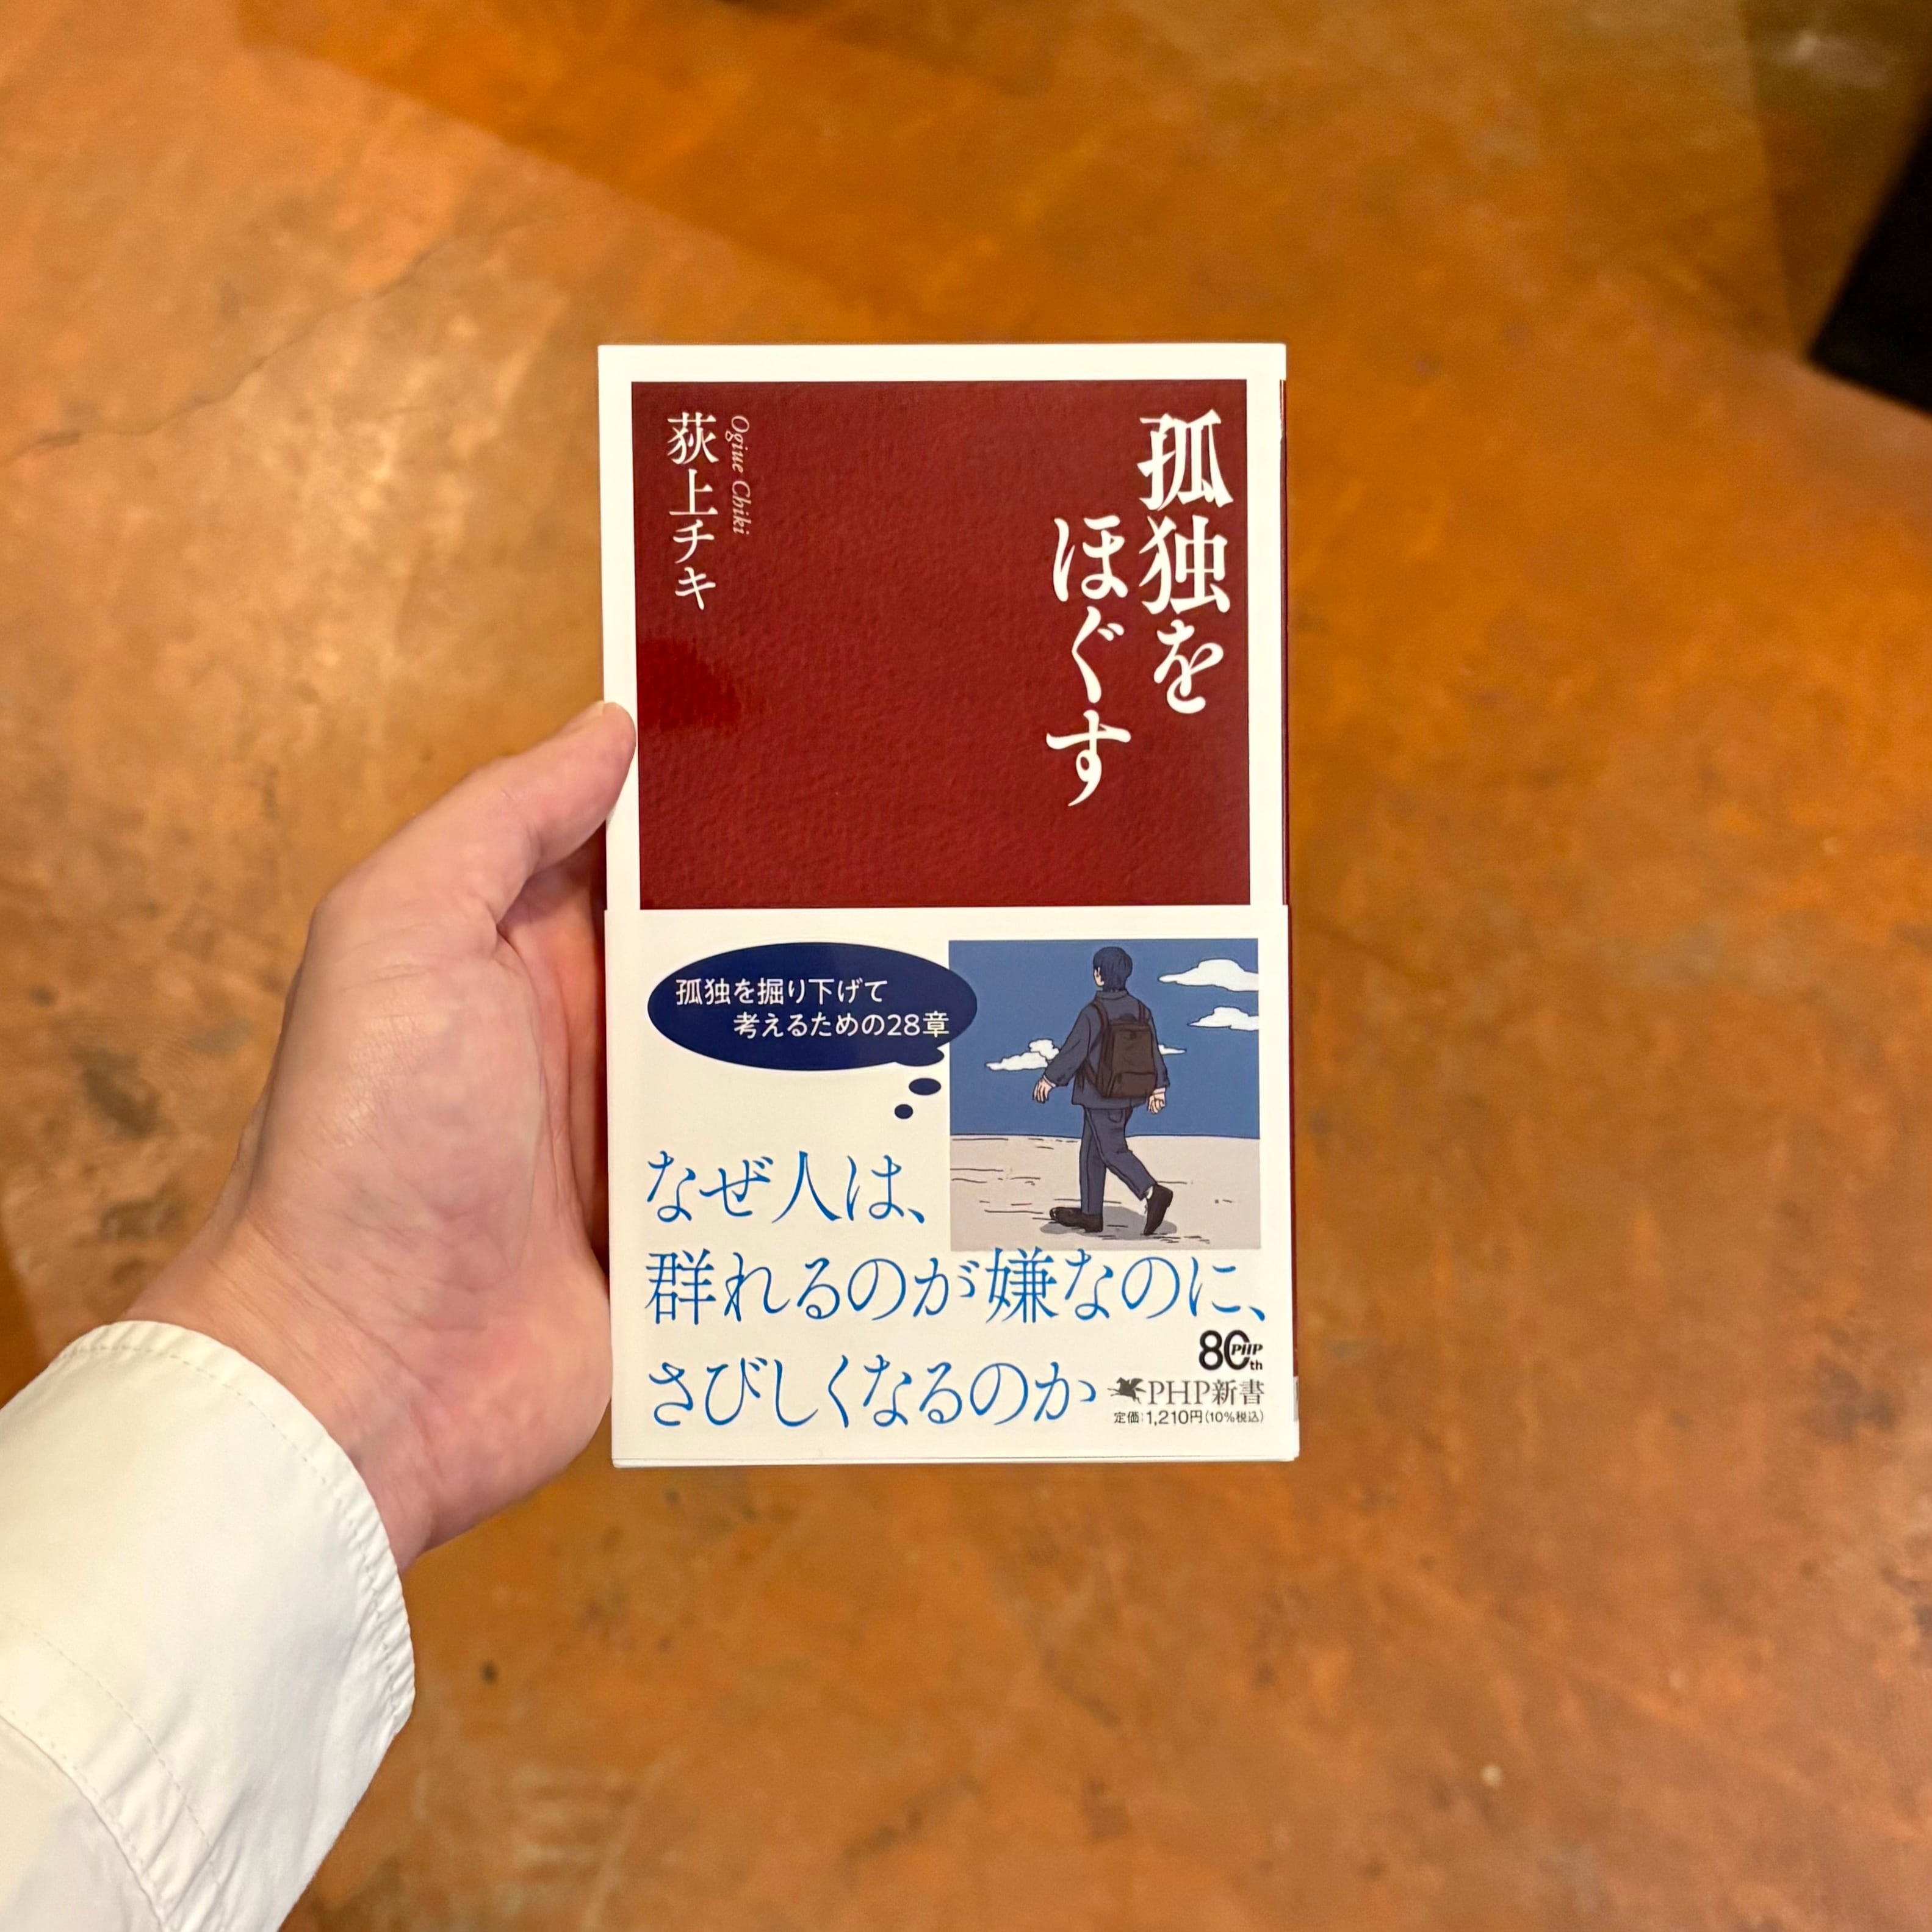 孤独を
ほぐす
Ogiue Chiki
荻上チキ
孤独を掘り下げて
考えるための28章
なぜ人は、
群れるのが嫌なのに、
さびしくなるのか
80th PHP
PHP新書
定価:1,210円(10%税込)